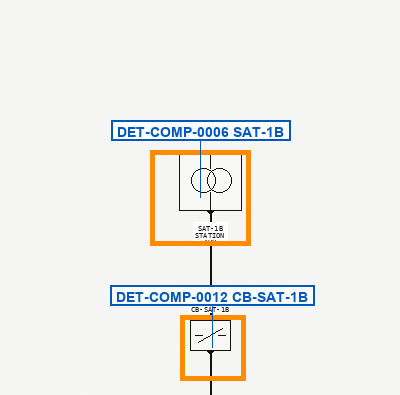 DET-COMP-0006 SAT-1B
SAT-1B
STATION
DET-COMP-0012 CB-SAT-1B
CB-SAT-1B